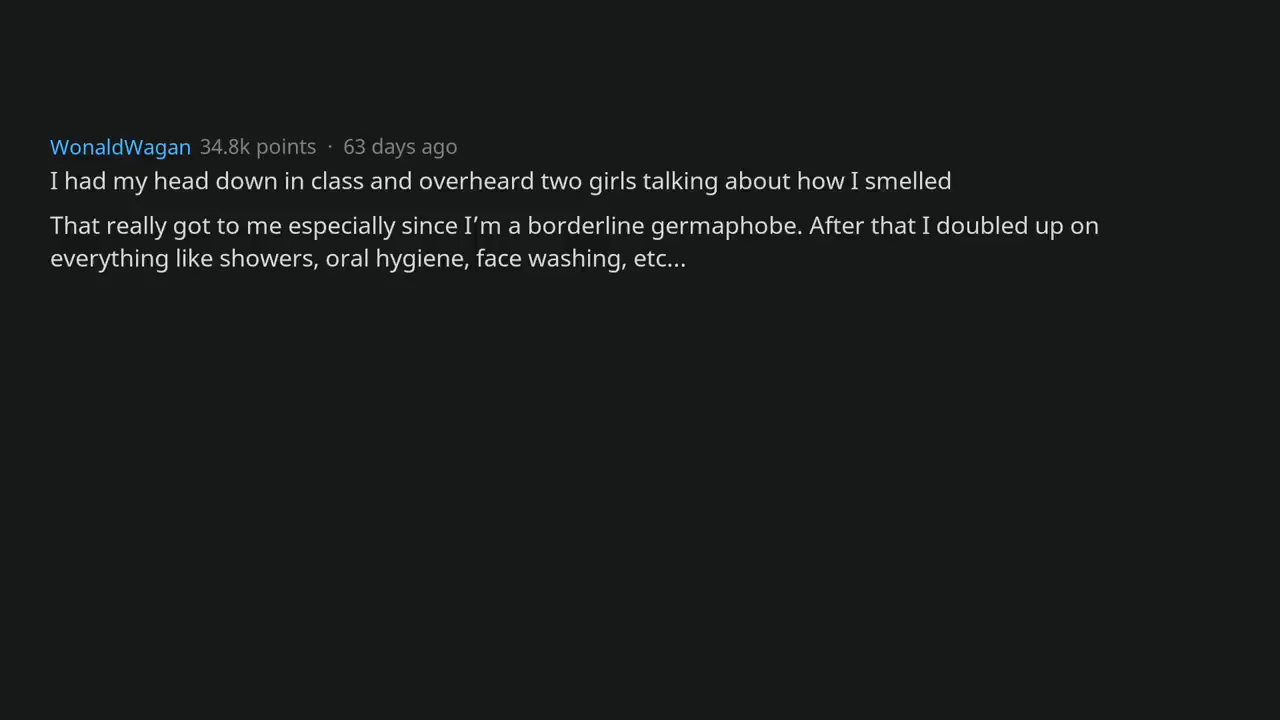 WonaldWagan 34.8k points · 63 days ago
I had my head down in class and overheard two girls talking about how I smelled
That really got to me especially since I’m a borderline germaphobe. After that I doubled up on
everything like showers, oral hygiene, face washing, etc...